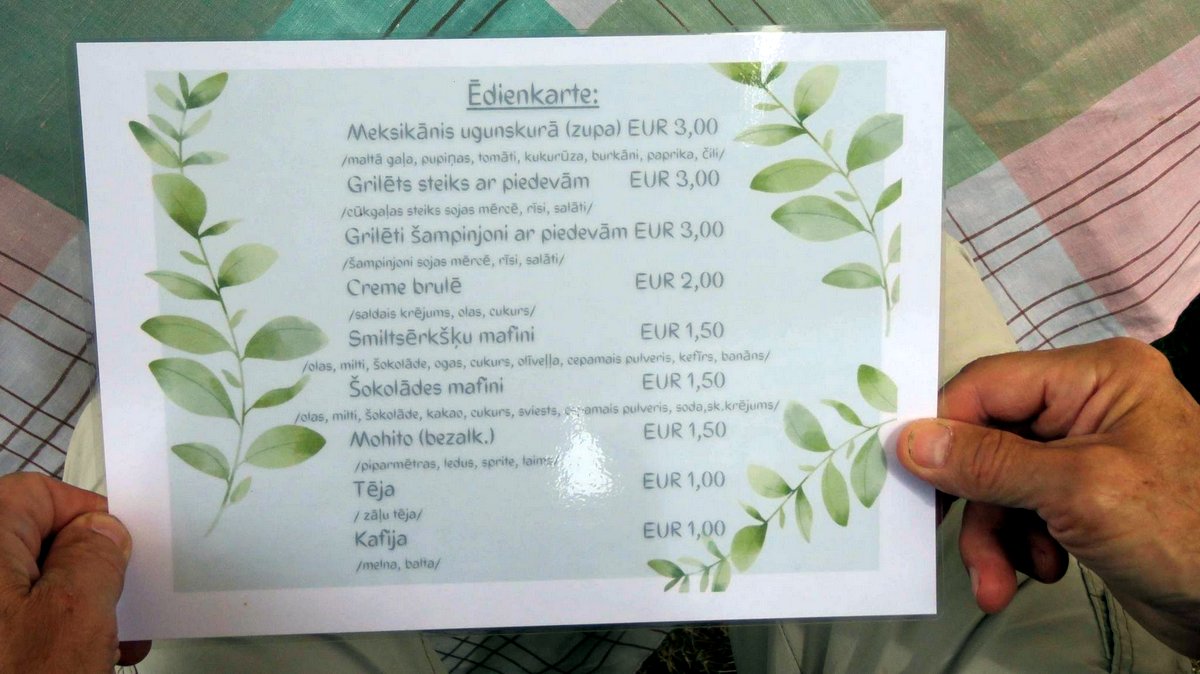 Ēdienkarte:
Meksikānis ugunskurā (zupa) EUR 3,00
/maltā gaļa, pupiņas, tomāti, kukurūza, burkāni, paprika, čili/
Grilēts steiks ar piedevām EUR 3,00
/cūkgaļas steiks sojas mērcē, rīsi, salāti/
Grilēti šampinjoni ar piedevām EUR 3,00
/šampinjoni sojas mērcē, rīsi, salāti/
Creme brulē EUR 2,00
/saldais krējums, olas, cukurs/
Smiltsērkšķu mafini EUR 1,50
/olas, milti, šokolāde, ogas, cukurs, olīveļļa, cepamais pulveris, kefīrs, banāns/
Šokolādes mafini EUR 1,50
/olas, milti, šokolāde, kakao, cukurs, sviests, cepamais pulveris, soda,sk.krējums/
Mohito (bezalk.) EUR 1,50
/piparmētras, ledus, sprite,
Tēja EUR 1,00
/ zāļu tēja/
Kafija EUR 1,00
/melna, balta/